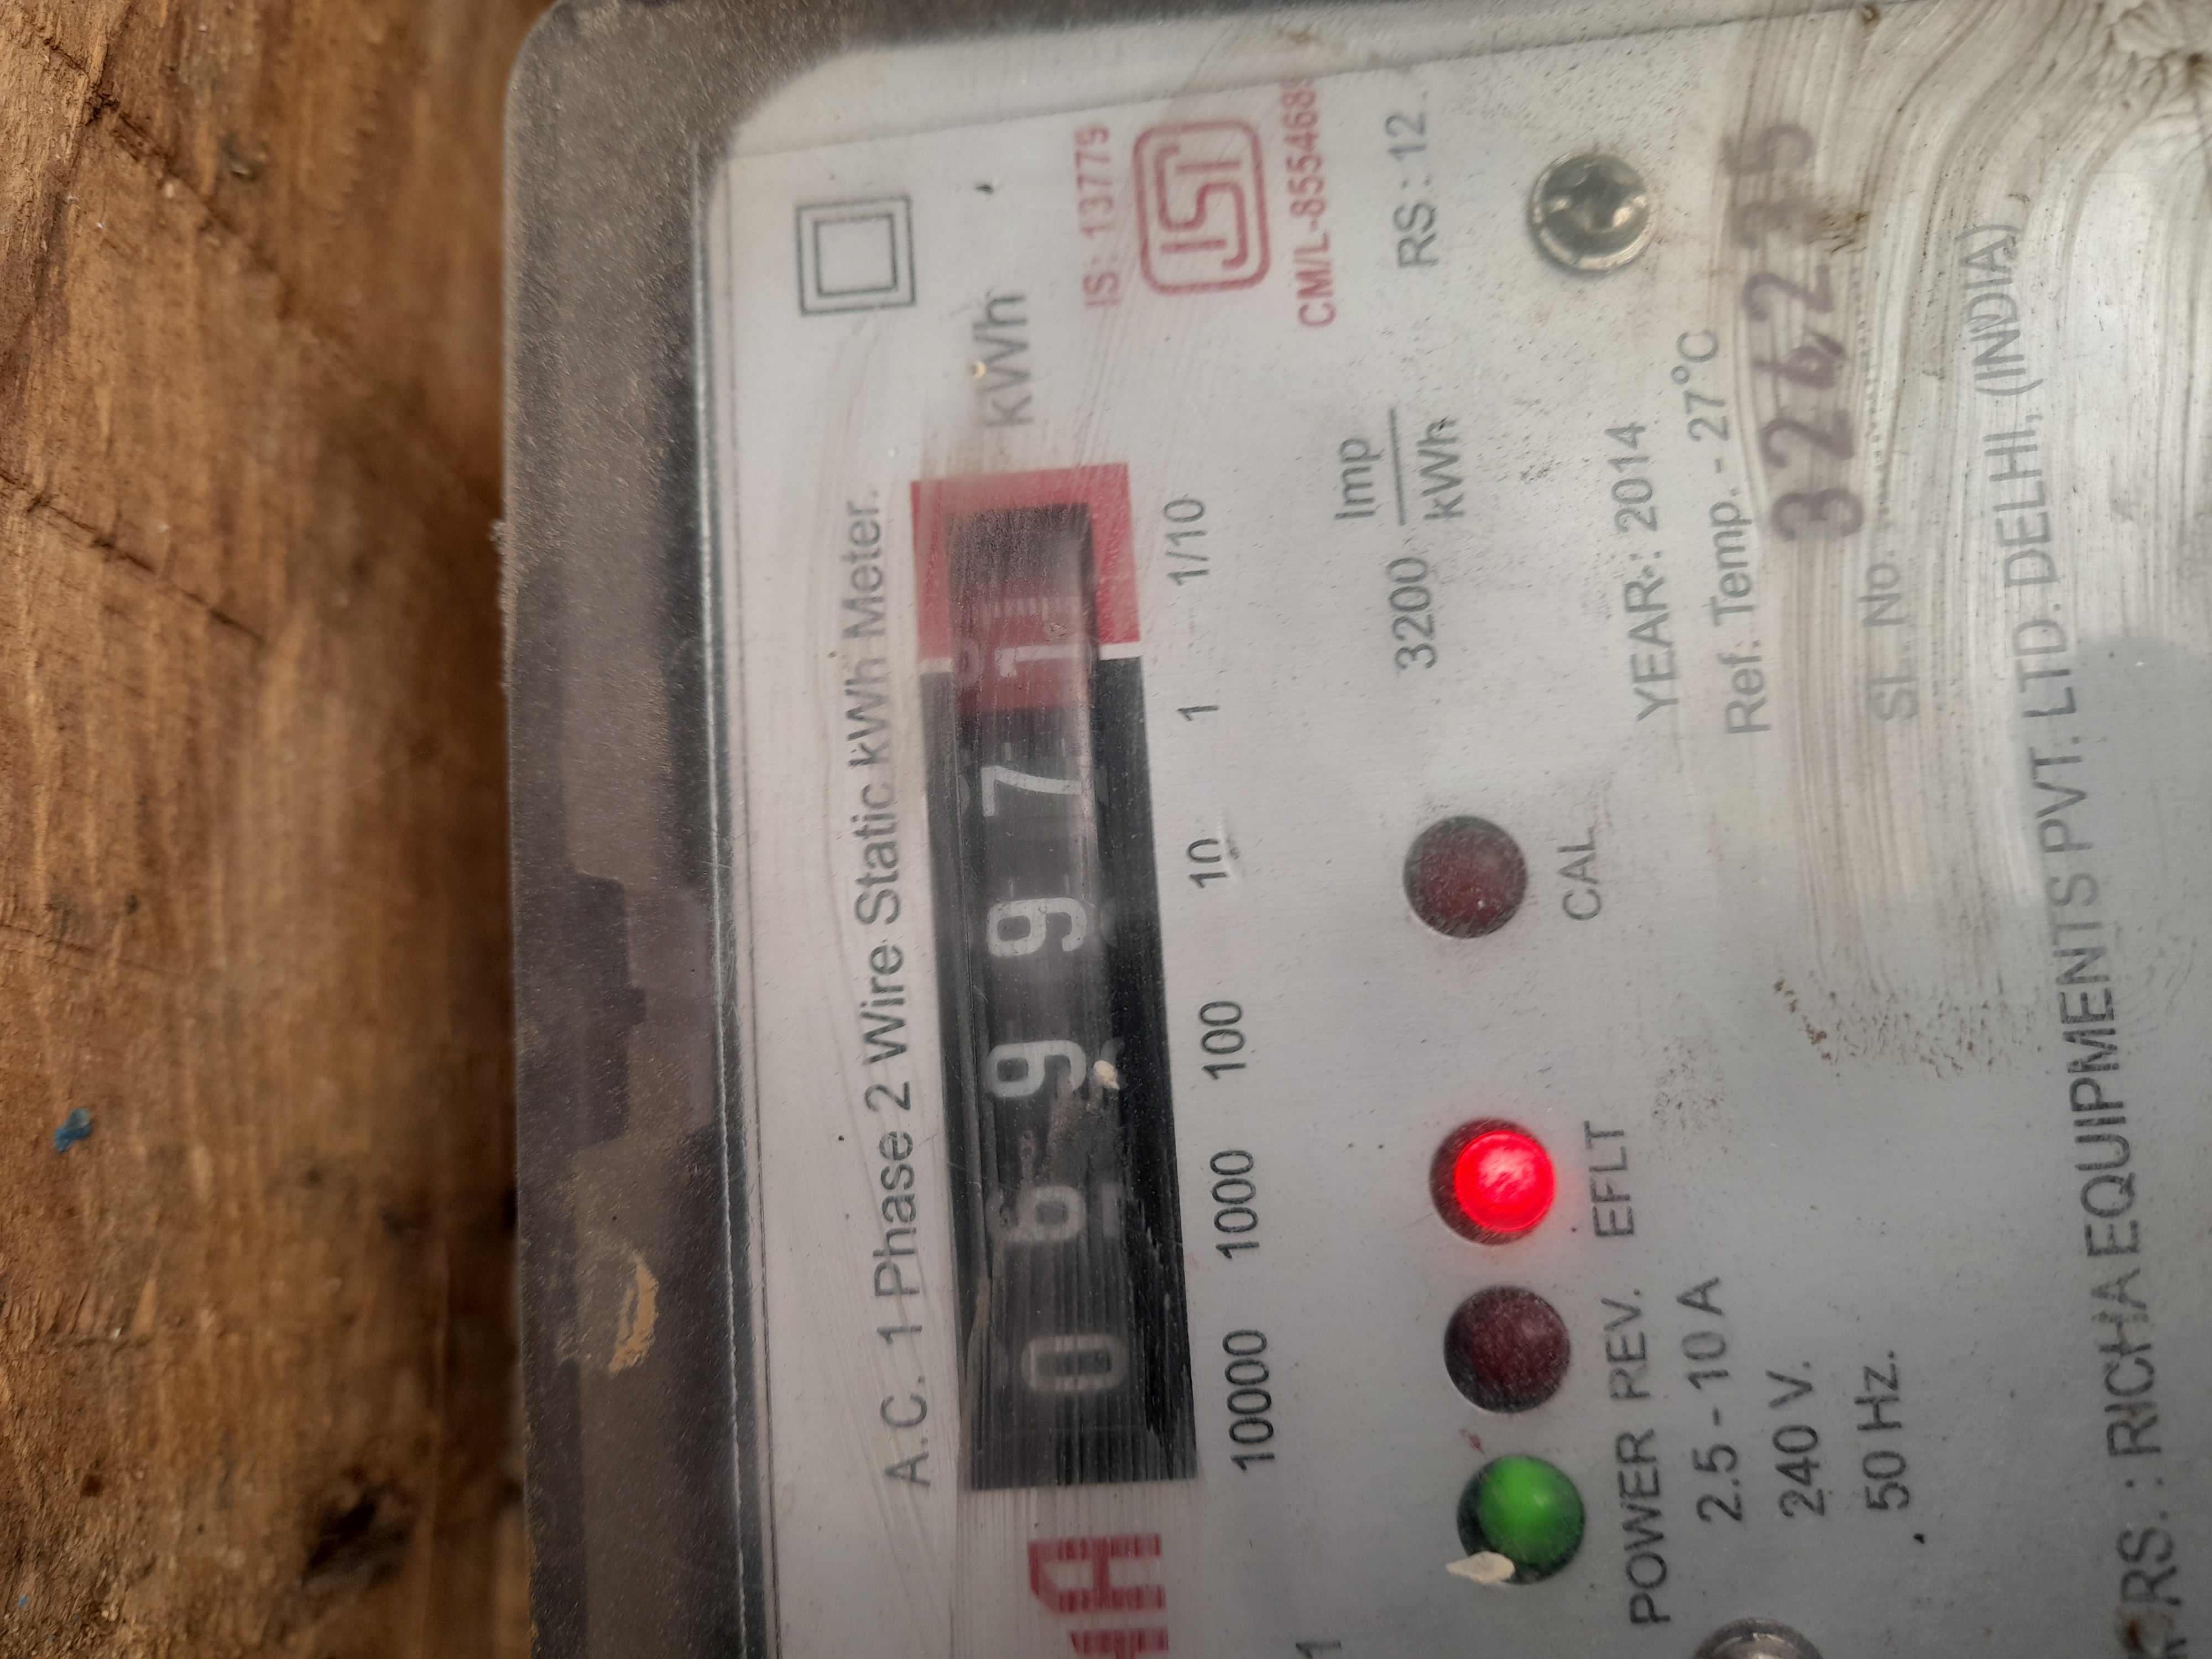 A.C. 1 Phase 2 Wire Static kWh Meter.
0 6 9 9 7 1 kWh
10000 1000 100 10 1 1/10
IS: 13779
ISI
CM/L-855468
RS: 12
3200 Imp
kWh
POWER REV. EFLT CAL
2.5 - 10 A
240 V.
50 Hz.
YEAR: 2014
Ref. Temp. - 27°C
Sl. No.
RICHA EQUIPMENTS PVT. LTD. DELHI, (INDIA)